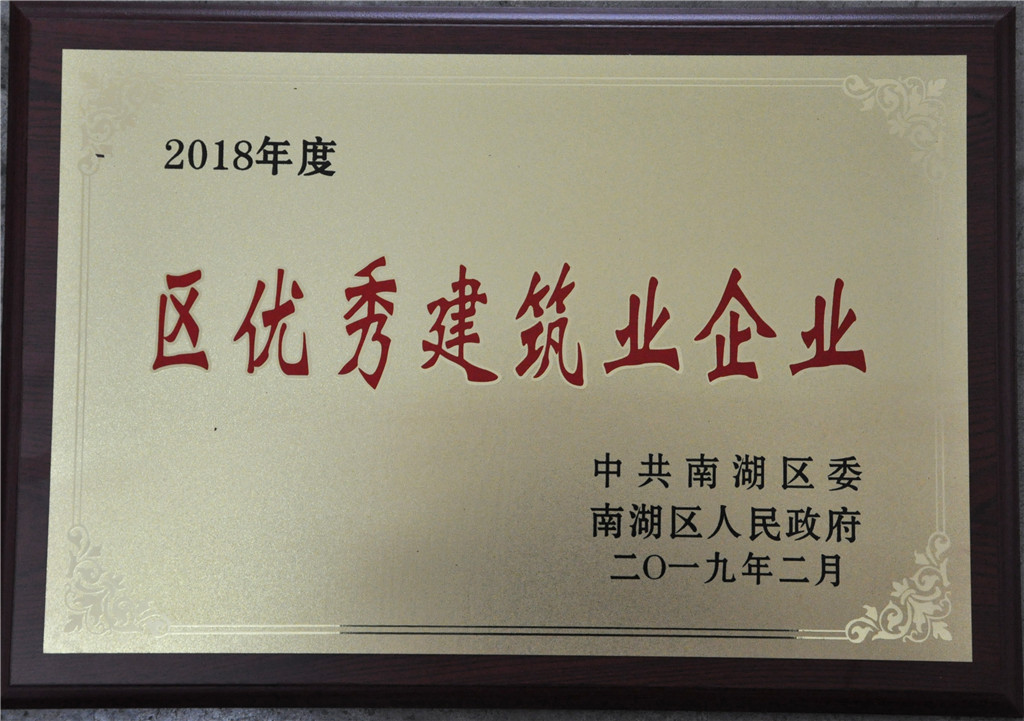 2018年度
区优秀建筑业企业
中共南湖区委
南湖区人民政府
二〇一九年二月